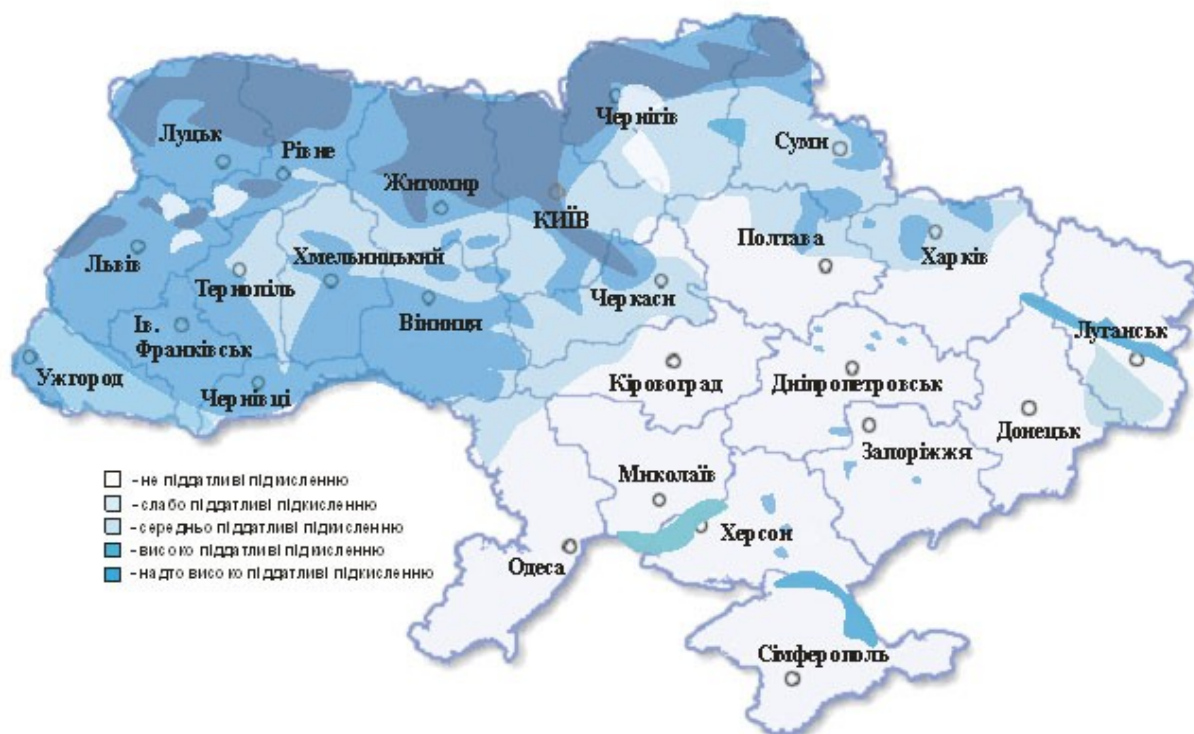 Чернігів
Луцьк
Рівне
Суми
Житомир
КИЇВ
Львів
Хмельницький
Тернопіль
Полтава
Харків
Черкаси
Вінниця
Ів.
Франківськ
Луганськ
Ужгород
Чернівці
Кіровоград
Дніпропетровськ
Донецьк
Запоріжжя
Миколаїв
Херсон
Одеса
Сімферополь
- не піддатливі підкисленню
- слабо піддатливі підкисленню
- середньо піддатливі підкисленню
- високо піддатливі підкисленню
- надто високо піддатливі підкисленню